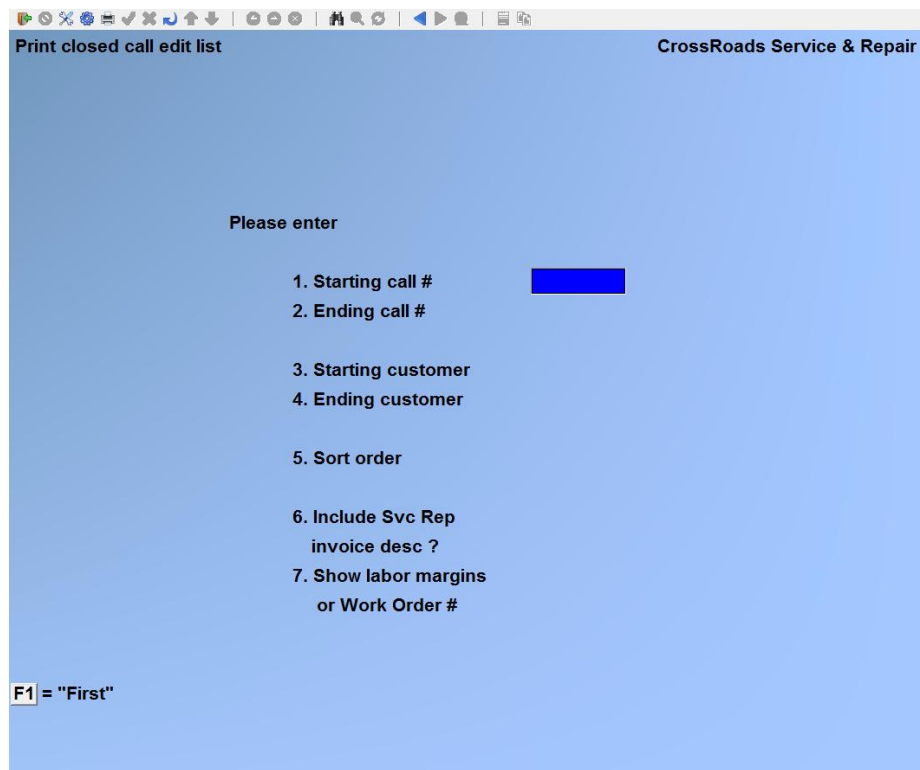 Print closed call edit list CrossRoads Service & Repair
Please enter
1. Starting call #
2. Ending call #
3. Starting customer
4. Ending customer
5. Sort order
6. Include Svc Rep
invoice desc ?
7. Show labor margins
or Work Order #
F1 = "First"